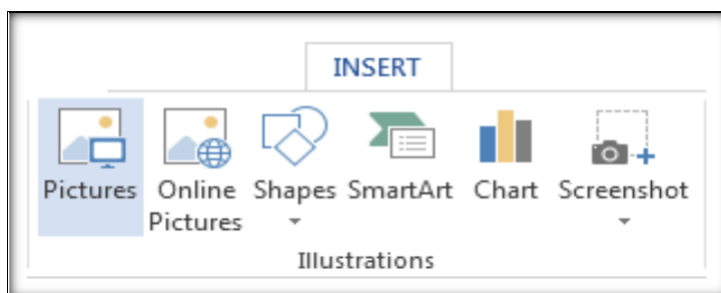 INSERT
Pictures Online Shapes SmartArt Chart Screenshot
Pictures
Illustrations